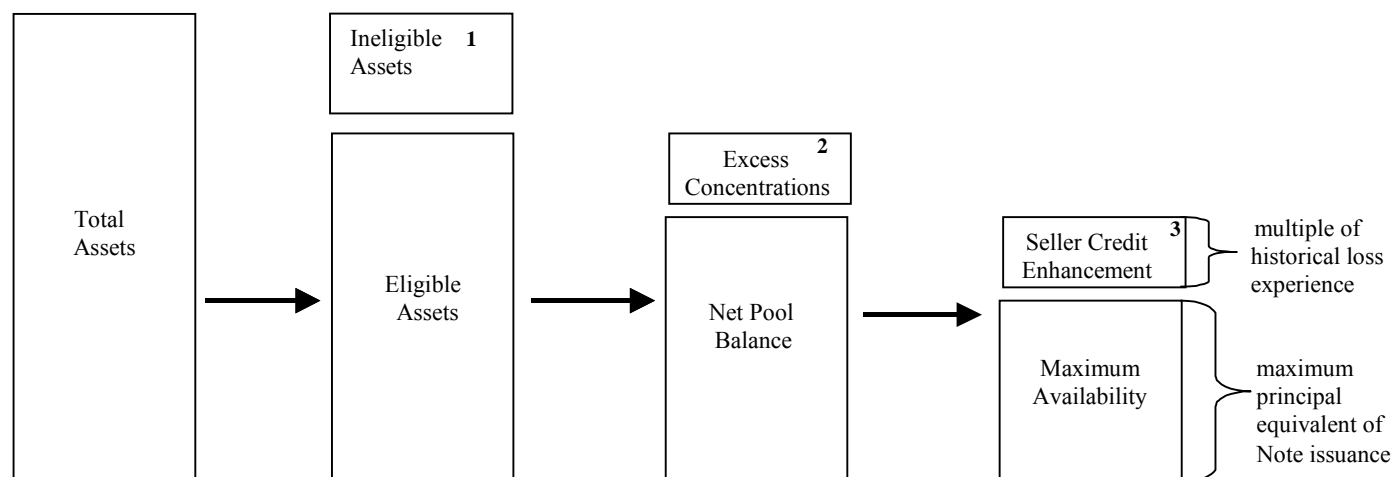 Total
Assets
Ineligible 1
Assets
Eligible
Assets
2
Excess
Concentrations
Net Pool
Balance
3
Seller Credit
Enhancement
Maximum
Availability
multiple of
historical loss
experience
maximum
principal
equivalent of
Note issuance